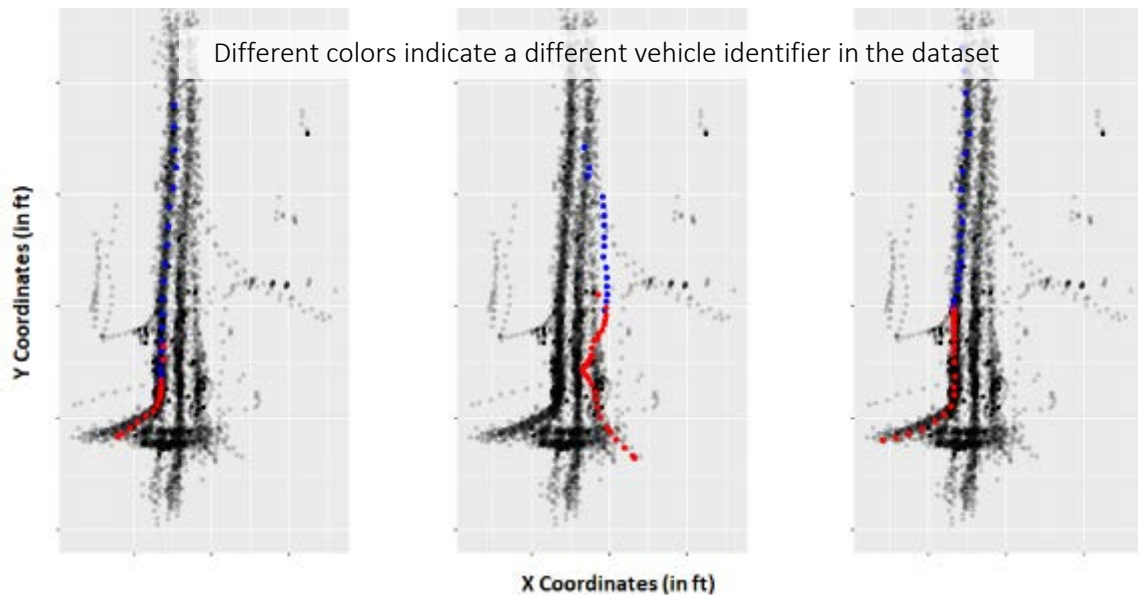 Different colors indicate a different vehicle identifier in the dataset
Y Coordinates (in ft)
X Coordinates (in ft)